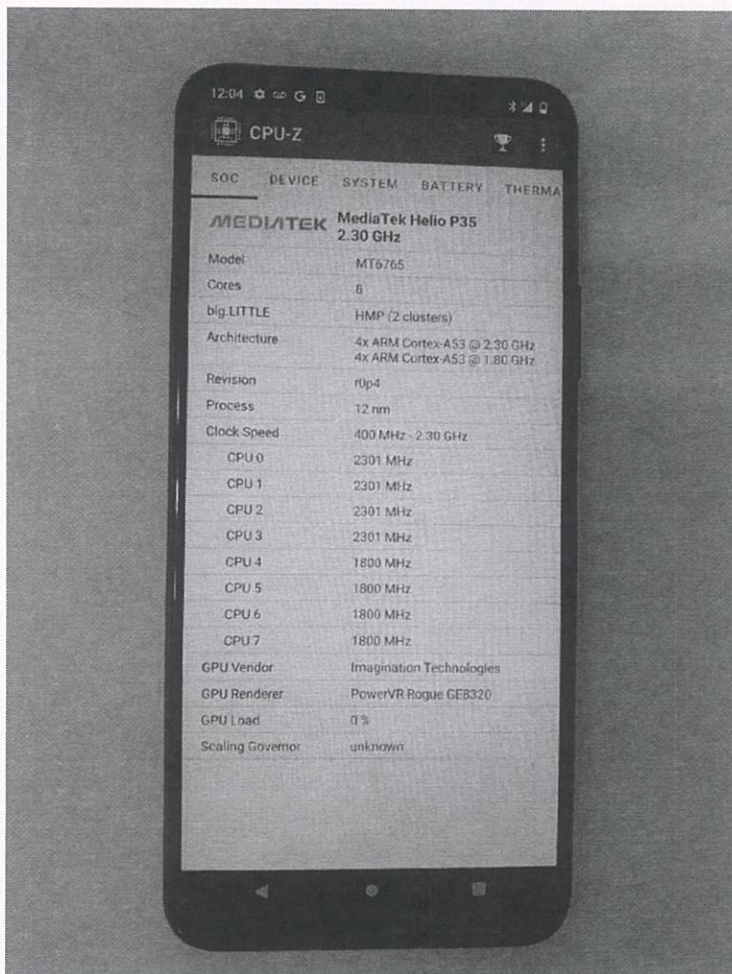 12:04
CPU-Z
SOC DEVICE SYSTEM BATTERY THERMA
MEDIATEK MediaTek Helio P35
2.30 GHz
Model MT6765
Cores 8
big.LITTLE HMP (2 clusters)
Architecture 4x ARM Cortex-A53 @ 2.30 GHz
4x ARM Cortex-A53 @ 1.80 GHz
Revision r0p4
Process 12 nm
Clock Speed 400 MHz - 2.30 GHz
CPU 0 2301 MHz
CPU 1 2301 MHz
CPU 2 2301 MHz
CPU 3 2301 MHz
CPU 4 1800 MHz
CPU 5 1800 MHz
CPU 6 1800 MHz
CPU 7 1800 MHz
GPU Vendor Imagination Technologies
GPU Renderer PowerVR Rogue GE8320
GPU Load 0 %
Scaling Governor unknown